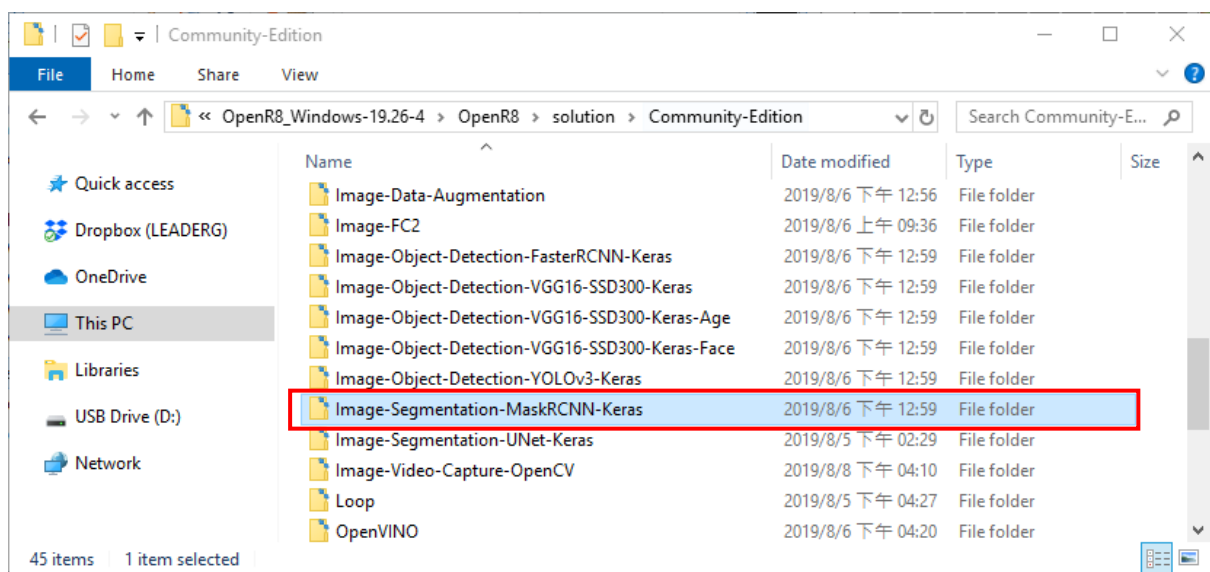 Community-Edition
File Home Share View
« OpenR8_Windows-19.26-4 › OpenR8 › solution › Community-Edition Search Community-E...
Name Date modified Type Size
Quick access
Dropbox (LEADERG)
OneDrive
This PC
Libraries
USB Drive (D:)
Network
Image-Data-Augmentation 2019/8/6 下午 12:56 File folder
Image-FC2 2019/8/6 上午 09:36 File folder
Image-Object-Detection-FasterRCNN-Keras 2019/8/6 下午 12:59 File folder
Image-Object-Detection-VGG16-SSD300-Keras 2019/8/6 下午 12:59 File folder
Image-Object-Detection-VGG16-SSD300-Keras-Age 2019/8/6 下午 12:59 File folder
Image-Object-Detection-VGG16-SSD300-Keras-Face 2019/8/6 下午 12:59 File folder
Image-Object-Detection-YOLOv3-Keras 2019/8/6 下午 12:59 File folder
Image-Segmentation-MaskRCNN-Keras 2019/8/6 下午 12:59 File folder
Image-Segmentation-UNet-Keras 2019/8/5 下午 02:29 File folder
Image-Video-Capture-OpenCV 2019/8/8 下午 04:10 File folder
Loop 2019/8/5 下午 04:27 File folder
OpenVINO 2019/8/6 下午 04:20 File folder
45 items 1 item selected